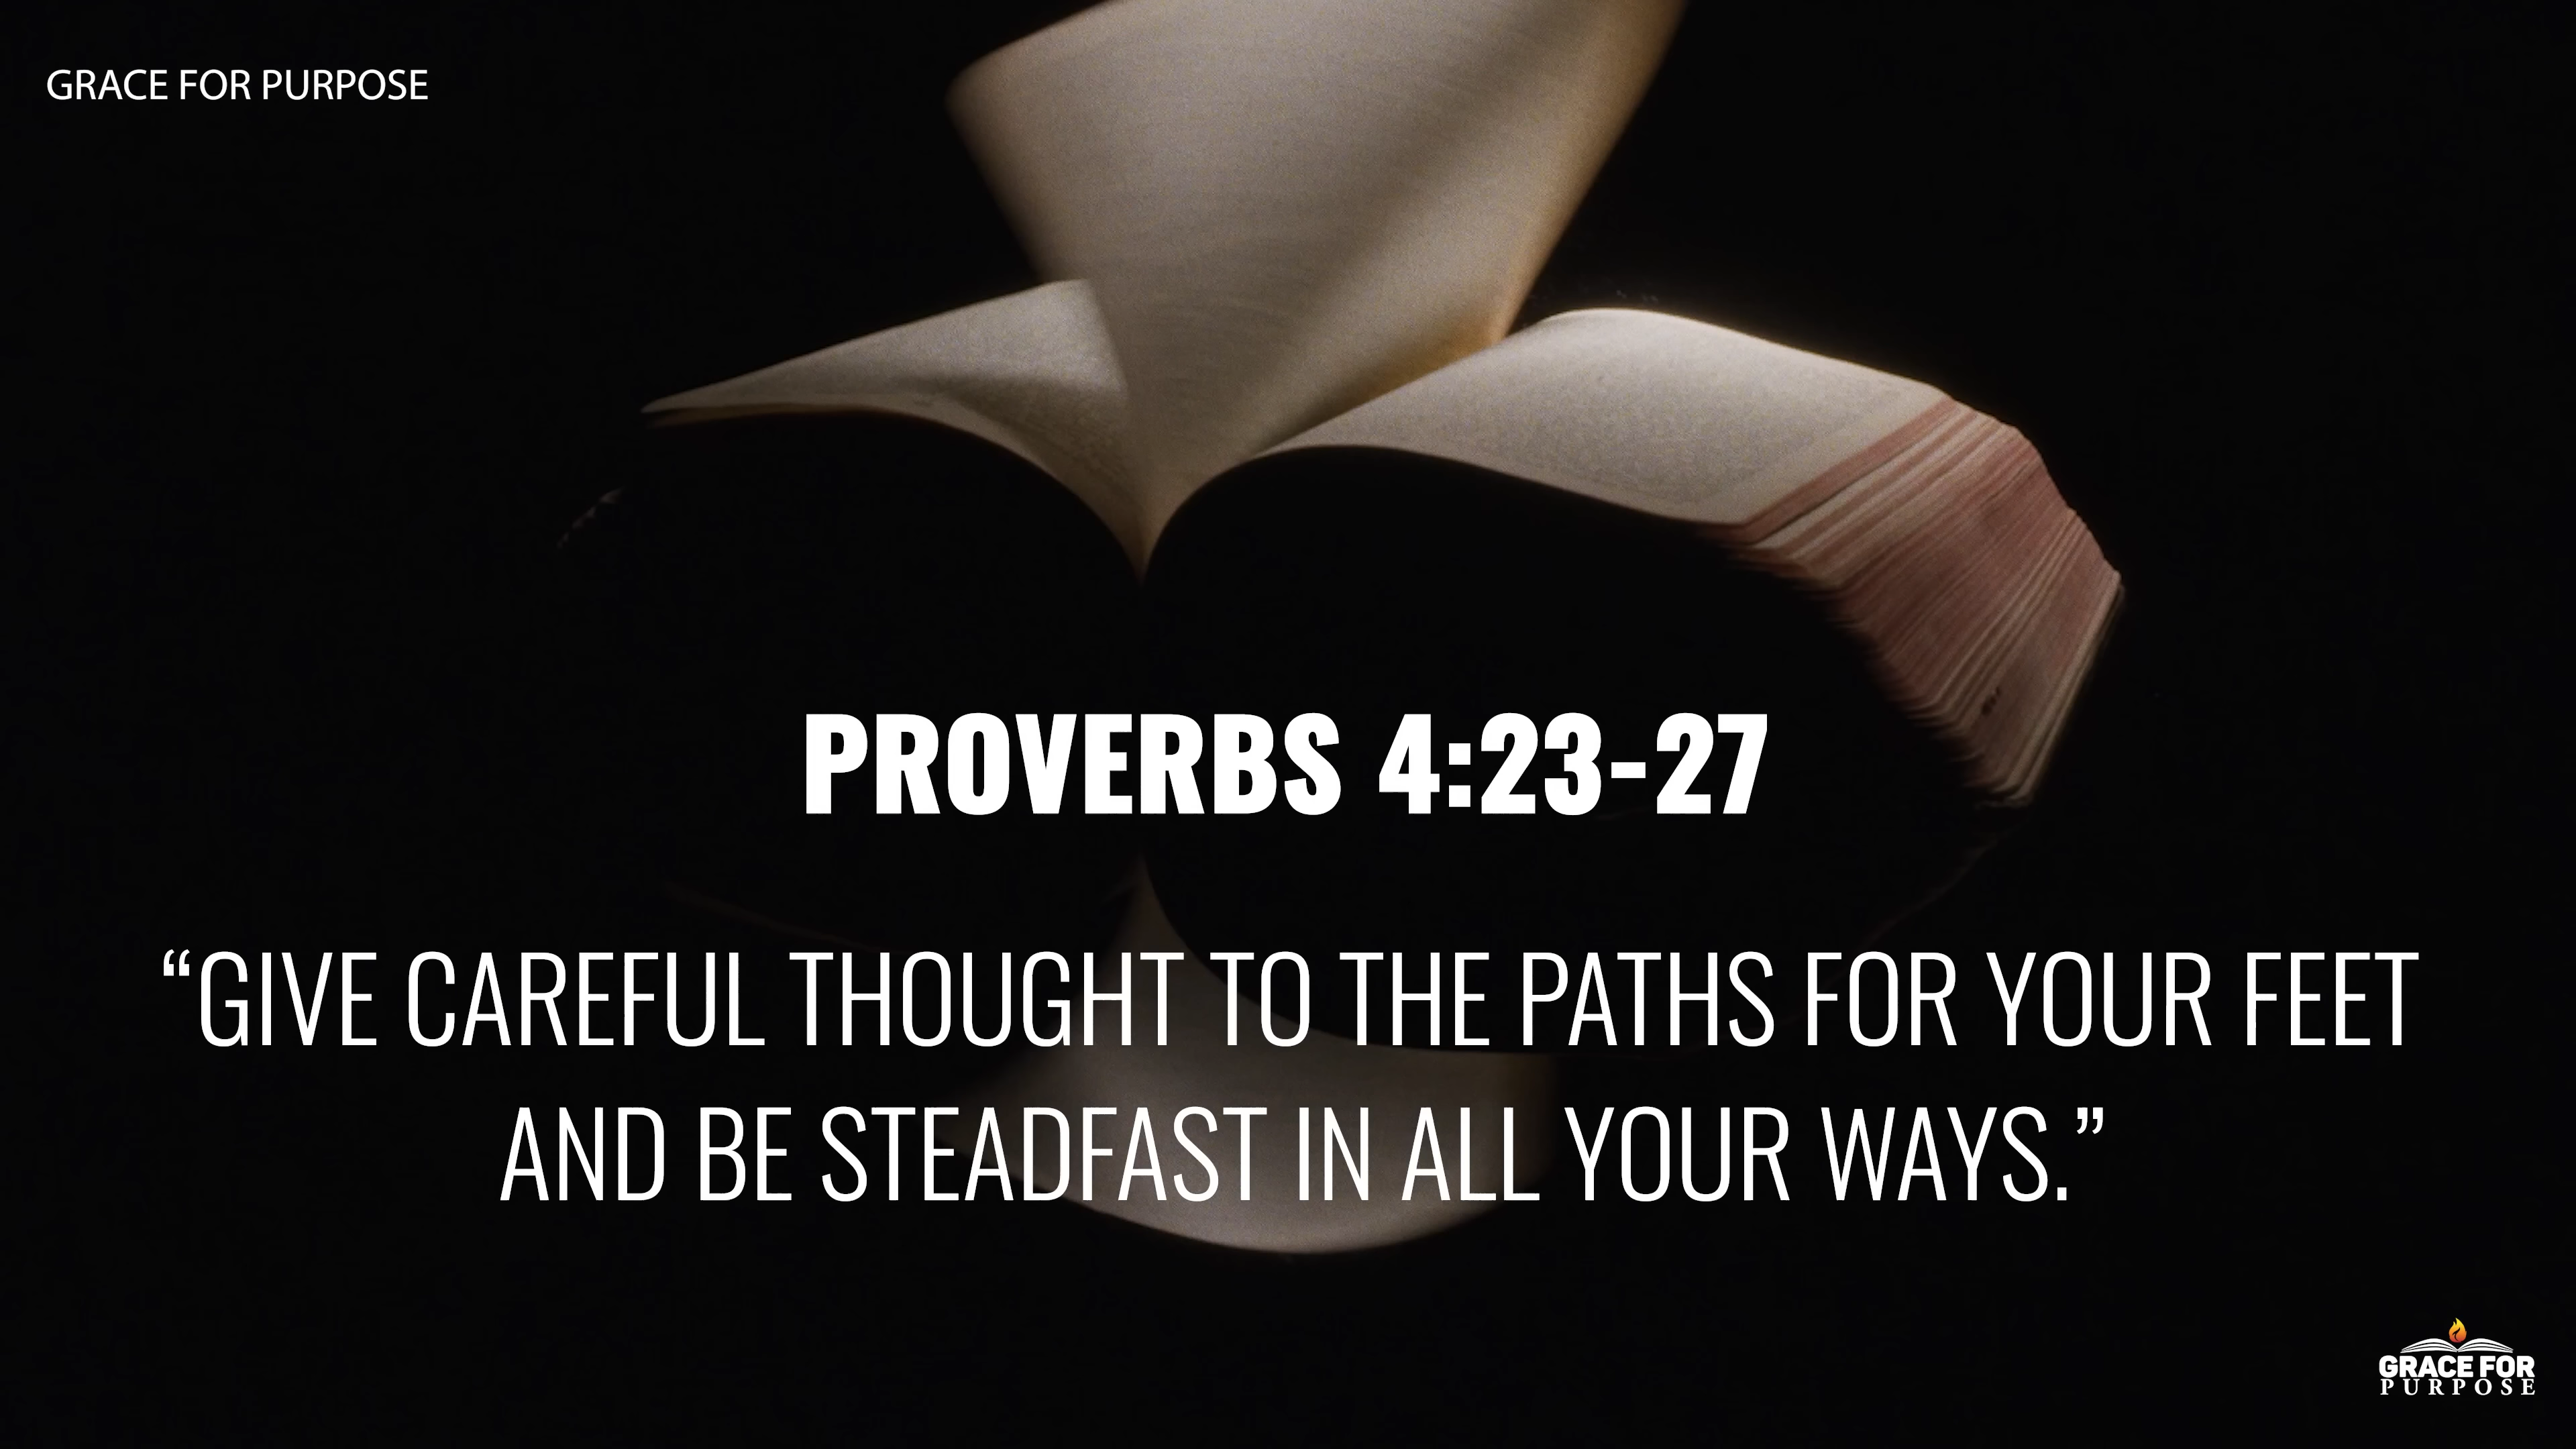 GRACE FOR PURPOSE
PROVERBS 4:23-27
“GIVE CAREFUL THOUGHT TO THE PATHS FOR YOUR FEET
AND BE STEADFAST IN ALL YOUR WAYS.”
GRACE FOR
PURPOSE